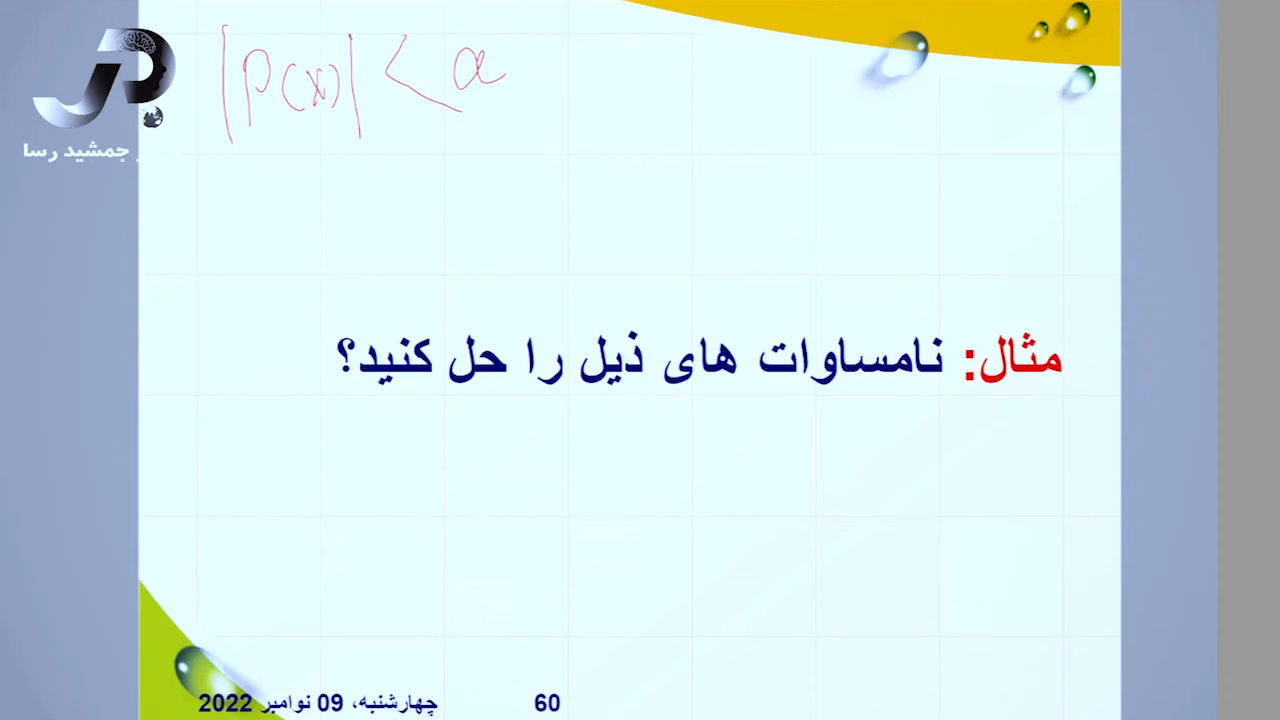 |P(x)| < a
جمشید رسا
مثال: نامساوات های ذیل را حل کنید؟
چهارشنبه، 09 نوامبر 2022
60